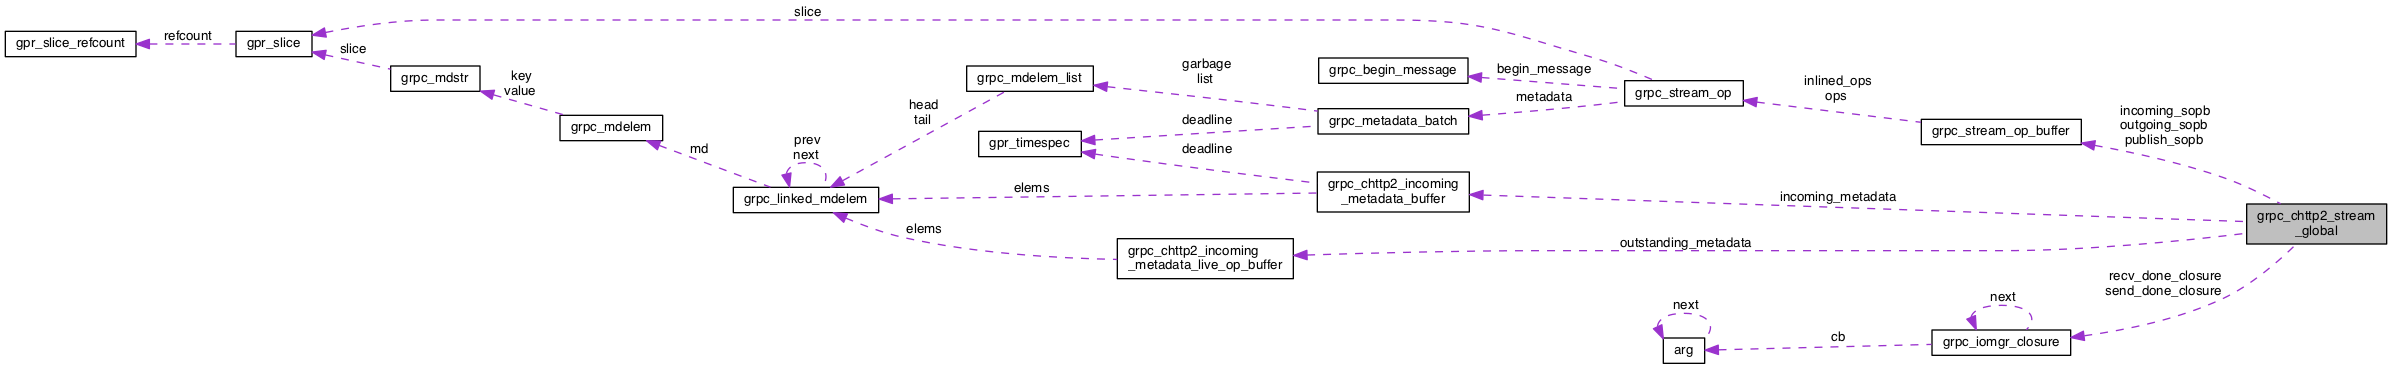 slice
gpr_slice_refcount
refcount
gpr_slice
slice
grpc_mdstr
key
value
grpc_mdelem
md
prev
next
grpc_linked_mdelem
head
tail
grpc_mdelem_list
gpr_timespec
elems
elems
garbage
list
deadline
deadline
grpc_chttp2_incoming
_metadata_live_op_buffer
grpc_begin_message
grpc_metadata_batch
grpc_chttp2_incoming
_metadata_buffer
begin_message
metadata
grpc_stream_op
inlined_ops
ops
grpc_stream_op_buffer
incoming_sopb
outgoing_sopb
publish_sopb
incoming_metadata
outstanding_metadata
grpc_chttp2_stream
_global
recv_done_closure
send_done_closure
next
grpc_iomgr_closure
cb
next
arg